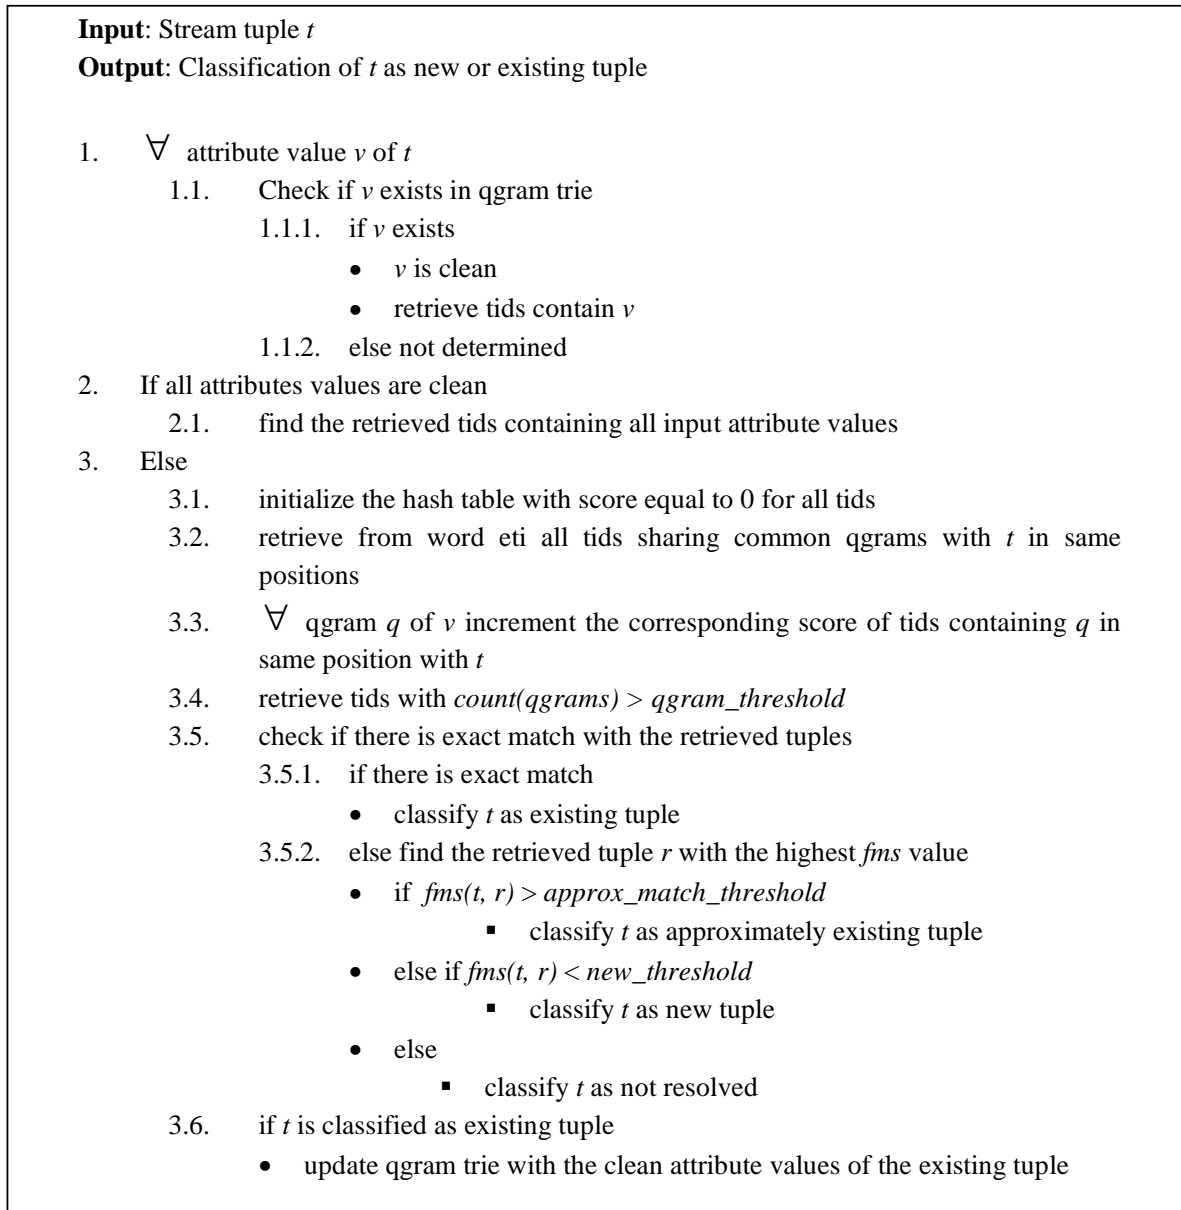 Input: Stream tuple t
Output: Classification of t as new or existing tuple
1. ∀ attribute value v of t
1.1. Check if v exists in qgram trie
1.1.1. if v exists
• v is clean
• retrieve tids contain v
1.1.2. else not determined
2. If all attributes values are clean
2.1. find the retrieved tids containing all input attribute values
3. Else
3.1. initialize the hash table with score equal to 0 for all tids
3.2. retrieve from word eti all tids sharing common qgrams with t in same
positions
3.3. ∀ qgram q of v increment the corresponding score of tids containing q in
same position with t
3.4. retrieve tids with count(qgrams) > qgram_threshold
3.5. check if there is exact match with the retrieved tuples
3.5.1. if there is exact match
• classify t as existing tuple
3.5.2. else find the retrieved tuple r with the highest fms value
• if fms(t, r) > approx_match_threshold
▪ classify t as approximately existing tuple
• else if fms(t, r) < new_threshold
▪ classify t as new tuple
• else
▪ classify t as not resolved
3.6. if t is classified as existing tuple
• update qgram trie with the clean attribute values of the existing tuple